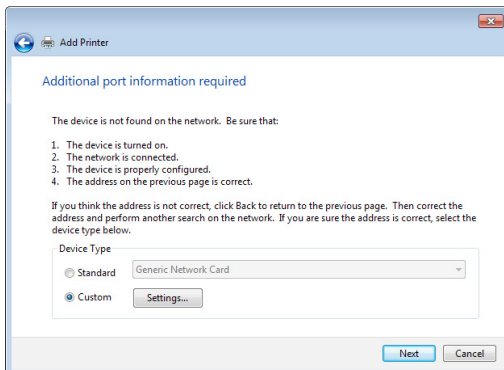 Add Printer
Additional port information required
The device is not found on the network. Be sure that:
1. The device is turned on.
2. The network is connected.
3. The device is properly configured.
4. The address on the previous page is correct.
If you think the address is not correct, click Back to return to the previous page. Then correct the
address and perform another search on the network. If you are sure the address is correct, select the
device type below.
Device Type
Standard Generic Network Card
Custom Settings...
Next Cancel